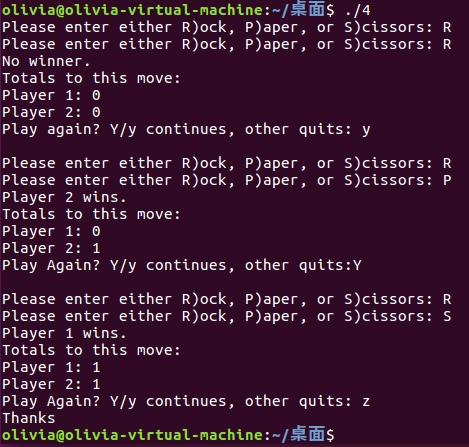 olivia@olivia-virtual-machine:~/桌面$ ./4
Please enter either R)ock, P)aper, or S)cissors: R
Please enter either R)ock, P)aper, or S)cissors: R
No winner.
Totals to this move:
Player 1: 0
Player 2: 0
Play again? Y/y continues, other quits: y
Please enter either R)ock, P)aper, or S)cissors: R
Please enter either R)ock, P)aper, or S)cissors: P
Player 2 wins.
Totals to this move:
Player 1: 0
Player 2: 1
Play Again? Y/y continues, other quits:Y
Please enter either R)ock, P)aper, or S)cissors: R
Please enter either R)ock, P)aper, or S)cissors: S
Player 1 wins.
Totals to this move:
Player 1: 1
Player 2: 1
Play Again? Y/y continues, other quits: z
Thanks
olivia@olivia-virtual-machine:~/桌面$